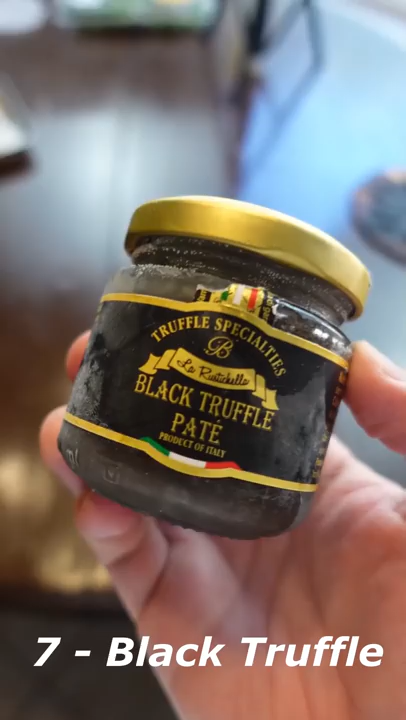 TRUFFLE SPECIALTIES
B
La Rustichella
BLACK TRUFFLE
PATÉ
PRODUCT OF ITALY
7 - Black Truffle